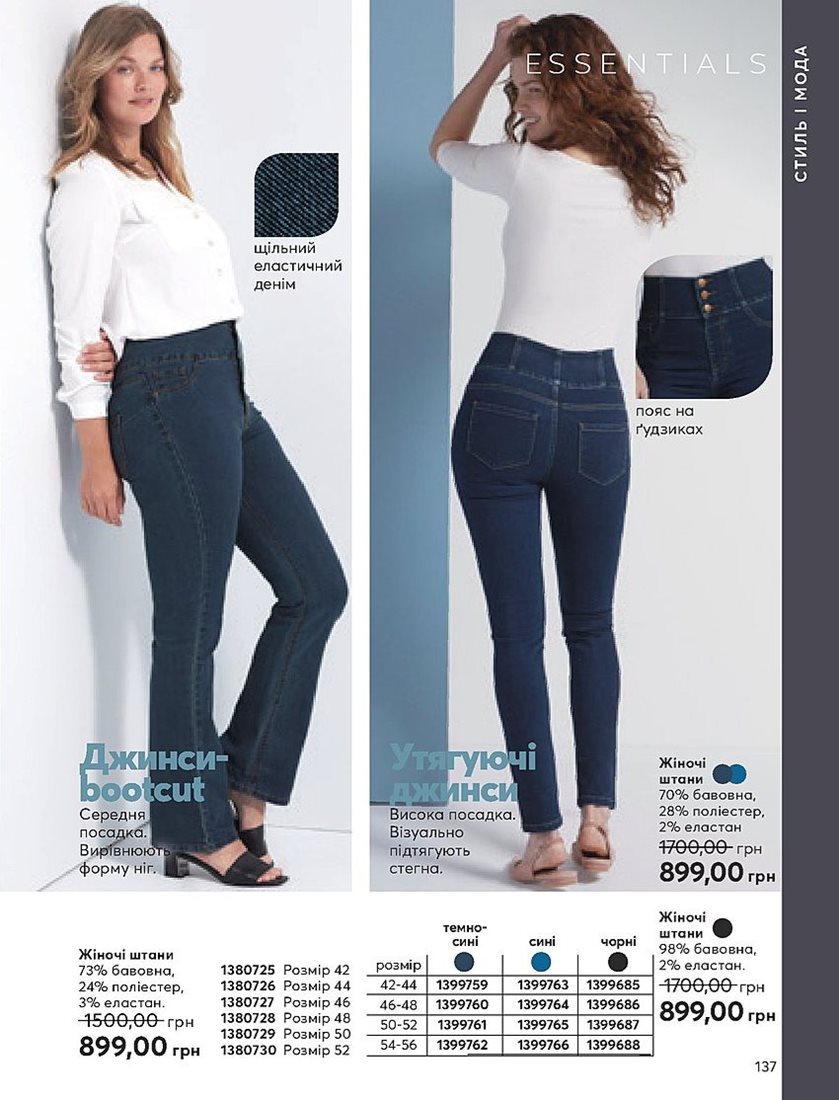 ESSENTIALS
СТИЛЬ І МОДА
щільний
еластичний
денім
пояс на
ґудзиках
Джинси-
bootcut
Середня
посадка.
Вирівнюють
форму ніг.
Утягуючі
джинси
Висока посадка.
Візуально
підтягують
стегна.
Жіночі
штани
70% бавовна,
28% поліестер,
2% еластан
1700,00 грн
899,00 грн
Жіночі штани
73% бавовна,
24% поліестер,
3% еластан.
1500,00 грн
899,00 грн
1380725 Розмір 42
1380726 Розмір 44
1380727 Розмір 46
1380728 Розмір 48
1380729 Розмір 50
1380730 Розмір 52
розмір темно-сині сині чорні
42-44 1399759 1399763 1399685
46-48 1399760 1399764 1399686
50-52 1399761 1399765 1399687
54-56 1399762 1399766 1399688
Жіночі
штани
98% бавовна,
2% еластан.
1700,00 грн
899,00 грн
137